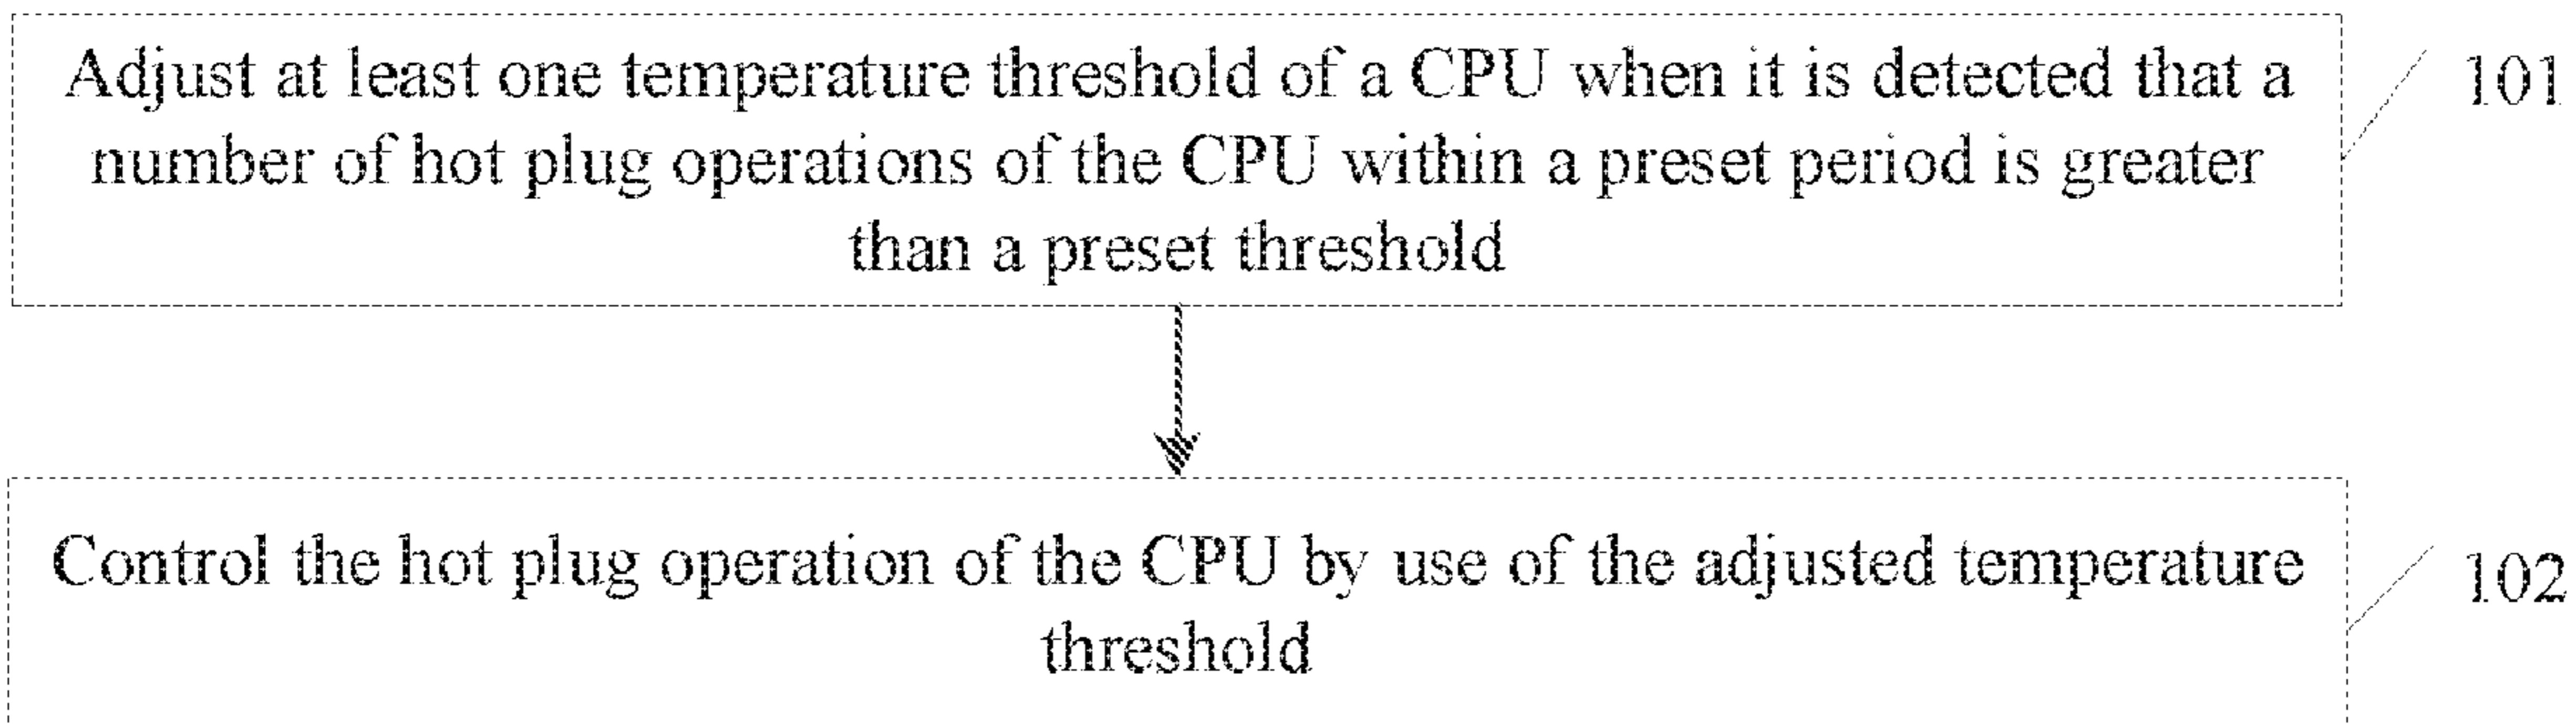 Adjust at least one temperature threshold of a CPU when it is detected that a
number of hot plug operations of the CPU within a preset period is greater
than a preset threshold
101
Control the hot plug operation of the CPU by use of the adjusted temperature
threshold
102